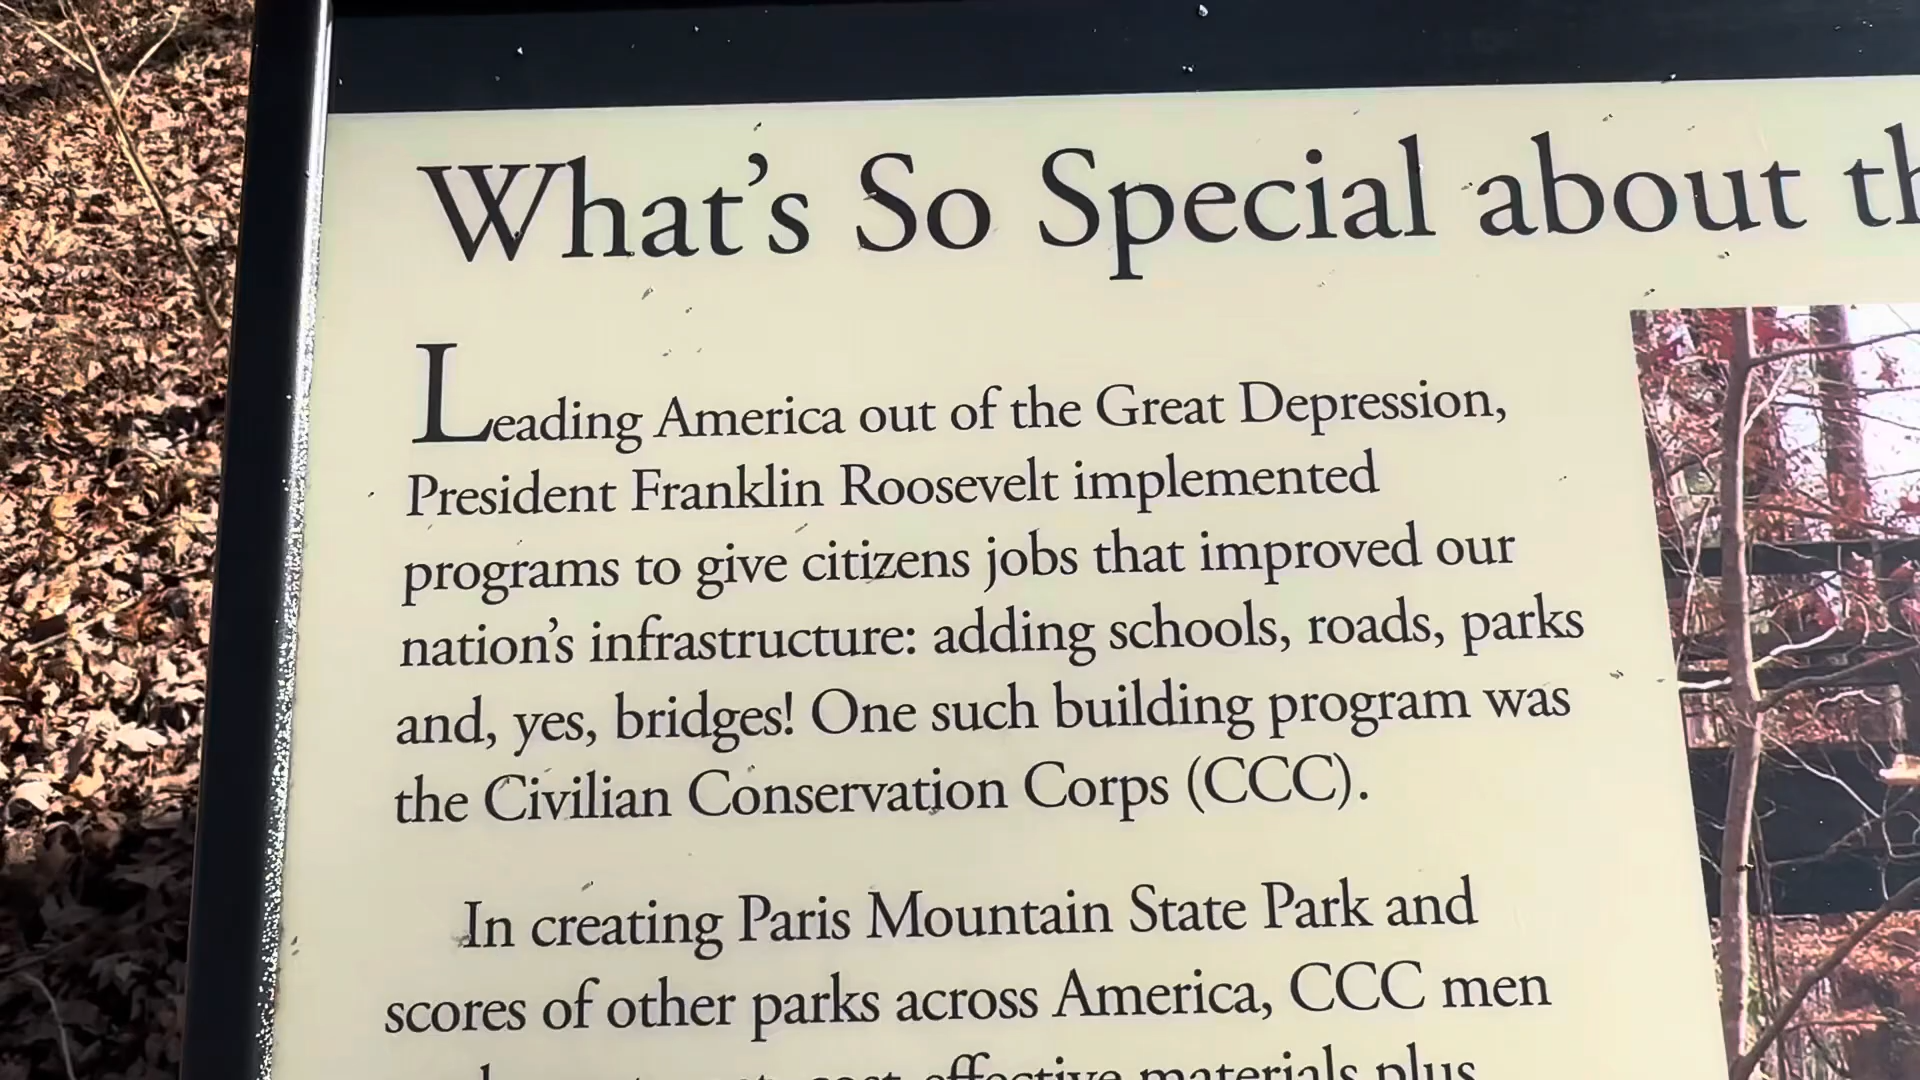 What's So Special about
Leading America out of the Great Depression,
President Franklin Roosevelt implemented
programs to give citizens jobs that improved our
nation's infrastructure: adding schools, roads, parks
and, yes, bridges! One such building program was
the Civilian Conservation Corps (CCC).
In creating Paris Mountain State Park and
scores of other parks across America, CCC men
effective materials plus